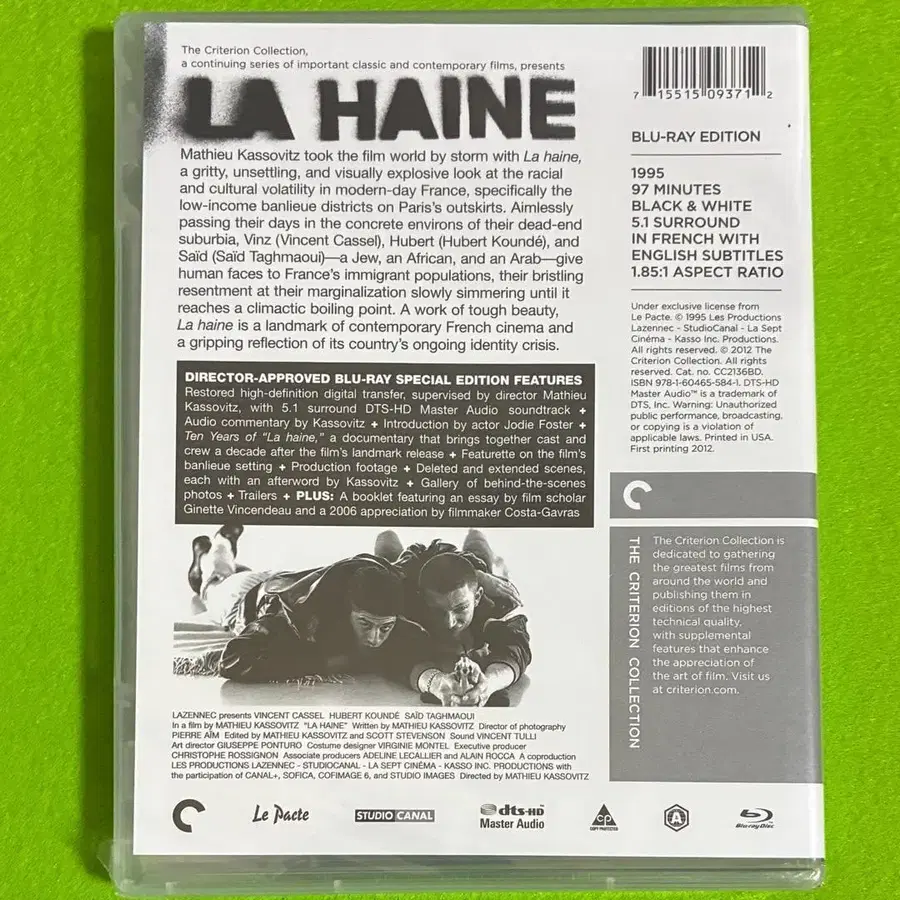 The Criterion Collection,
a continuing series of important classic and contemporary films, presents
LA HAINE
Mathieu Kassovitz took the film world by storm with La haine,
a gritty, unsettling, and visually explosive look at the racial
and cultural volatility in modern-day France, specifically the
low-income banlieue districts on Paris's outskirts. Aimlessly
passing their days in the concrete environs of their dead-end
suburbia, Vinz (Vincent Cassel), Hubert (Hubert Koundé), and
Saïd (Saïd Taghmaoui)—a Jew, an African, and an Arab—give
human faces to France's immigrant populations, their bristling
resentment at their marginalization slowly simmering until it
reaches a climactic boiling point. A work of tough beauty,
La haine is a landmark of contemporary French cinema and
a gripping reflection of its country's ongoing identity crisis.
DIRECTOR-APPROVED BLU-RAY SPECIAL EDITION FEATURES
Restored high-definition digital transfer, supervised by director Mathieu
Kassovitz, with 5.1 surround DTS-HD Master Audio soundtrack +
Audio commentary by Kassovitz + Introduction by actor Jodie Foster +
Ten Years of "La haine," a documentary that brings together cast and
crew a decade after the film's landmark release + Featurette on the film's
banlieue setting + Production footage + Deleted and extended scenes,
each with an afterword by Kassovitz + Gallery of behind-the-scenes
photos + Trailers + PLUS: A booklet featuring an essay by film scholar
Ginette Vincendeau and a 2006 appreciation by filmmaker Costa-Gavras
LAZENNEC presents VINCENT CASSEL HUBERT KOUNDÉ SAÏD TAGHMAOUI
In a film by MATHIEU KASSOVITZ "LA HAINE" Written by MATHIEU KASSOVITZ Director of photography
PIERRE AÏM Edited by MATHIEU KASSOVITZ and SCOTT STEVENSON Sound VINCENT TULLI
Art director GIUSEPPE PONTURO Costume designer VIRGINIE MONTEL Executive producer
CHRISTOPHE ROSSIGNON Associate producers ADELINE LECALLIER and ALAIN ROCCA A coproduction
LES PRODUCTIONS LAZENNEC - STUDIOCANAL - LA SEPT CINÉMA - KASSO INC. PRODUCTIONS with
the participation of CANAL+, SOFICA, COFIMAGE 6, and STUDIO IMAGES Directed by MATHIEU KASSOVITZ
7 15515 09371 2
BLU-RAY EDITION
1995
97 MINUTES
BLACK & WHITE
5.1 SURROUND
IN FRENCH WITH
ENGLISH SUBTITLES
1.85:1 ASPECT RATIO
Under exclusive license from
Le Pacte. © 1995 Les Productions
Lazennec - StudioCanal - La Sept
Cinéma - Kasso Inc. Productions.
All rights reserved. © 2012 The
Criterion Collection. All rights
reserved. Cat. no. CC2136BD.
ISBN 978-1-60465-584-1. DTS-HD
Master Audio™ is a trademark of
DTS, Inc. Warning: Unauthorized
public performance, broadcasting,
or copying is a violation of
applicable laws. Printed in USA.
First printing 2012.
THE CRITERION COLLECTION
The Criterion Collection is
dedicated to gathering
the greatest films from
around the world and
publishing them in
editions of the highest
technical quality,
with supplemental
features that enhance
the appreciation of
the art of film. Visit us
at criterion.com.
Le Pacte
STUDIO CANAL
dts-HD
Master Audio
cp
COPY PROTECTED
A
Blu-ray Disc